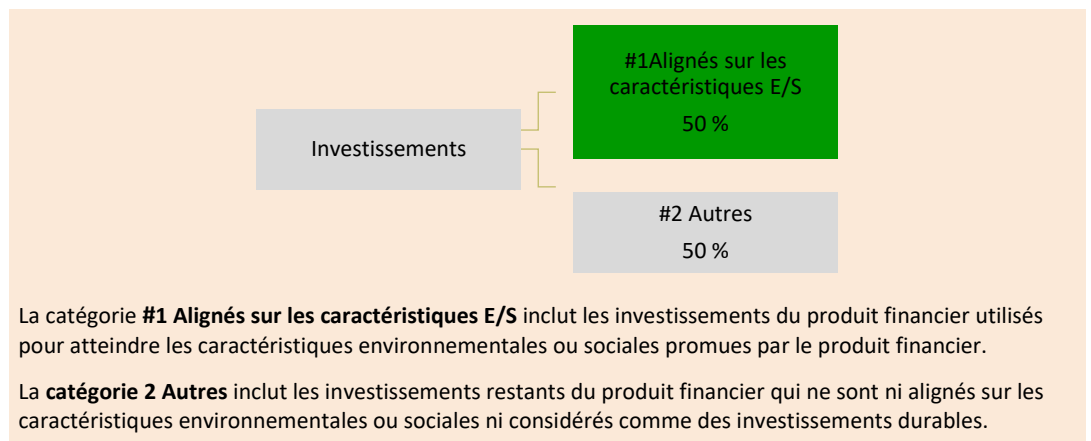 #1Alignés sur les
caractéristiques E/S
50 %
Investissements
#2 Autres
50 %
La catégorie #1 Alignés sur les caractéristiques E/S inclut les investissements du produit financier utilisés
pour atteindre les caractéristiques environnementales ou sociales promues par le produit financier.
La catégorie 2 Autres inclut les investissements restants du produit financier qui ne sont ni alignés sur les
caractéristiques environnementales ou sociales ni considérés comme des investissements durables.